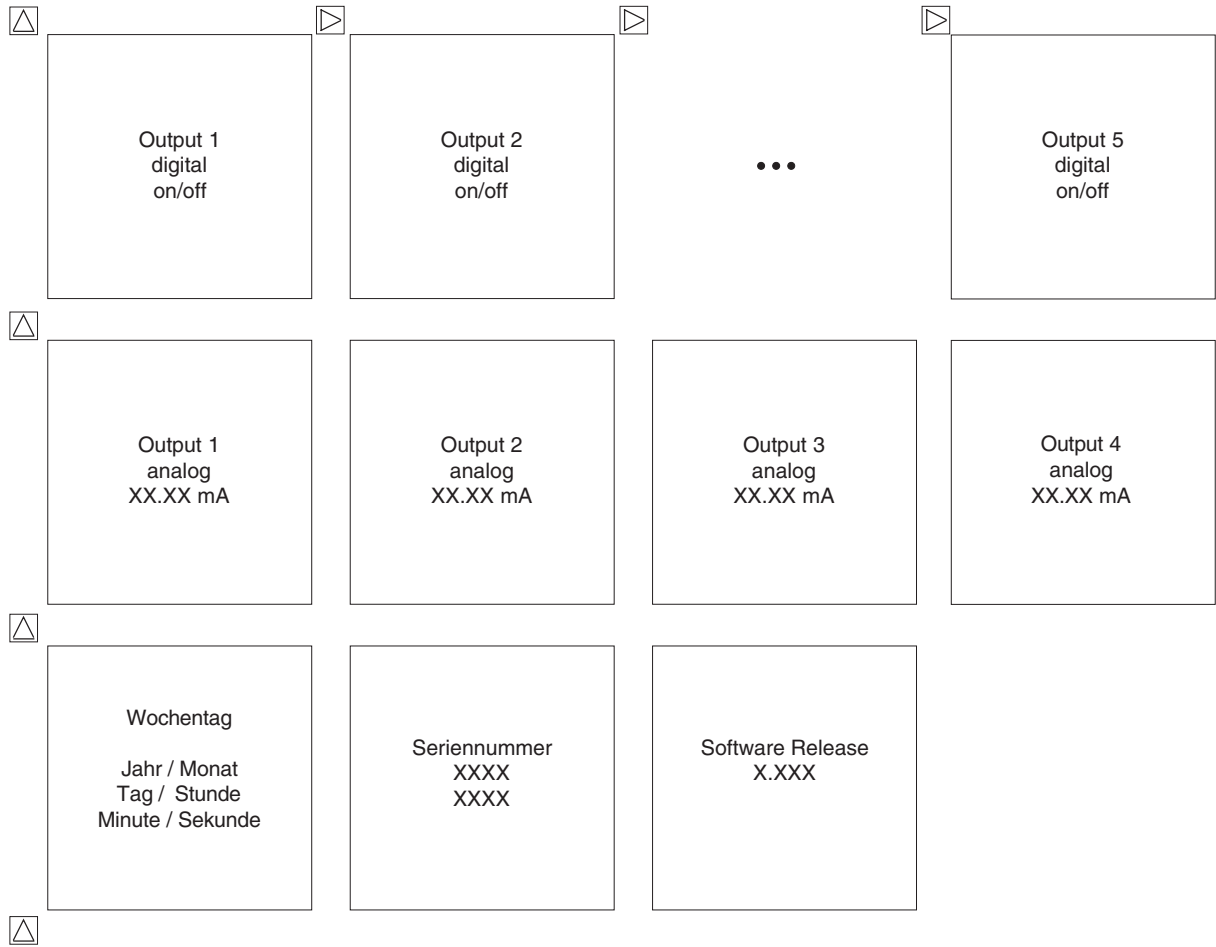 Output 1
digital
on/off
Output 2
digital
on/off
•••
Output 5
digital
on/off
Output 1
analog
XX.XX mA
Output 2
analog
XX.XX mA
Output 3
analog
XX.XX mA
Output 4
analog
XX.XX mA
Wochentag
Jahr / Monat
Tag / Stunde
Minute / Sekunde
Seriennummer
XXXX
XXXX
Software Release
X.XXX